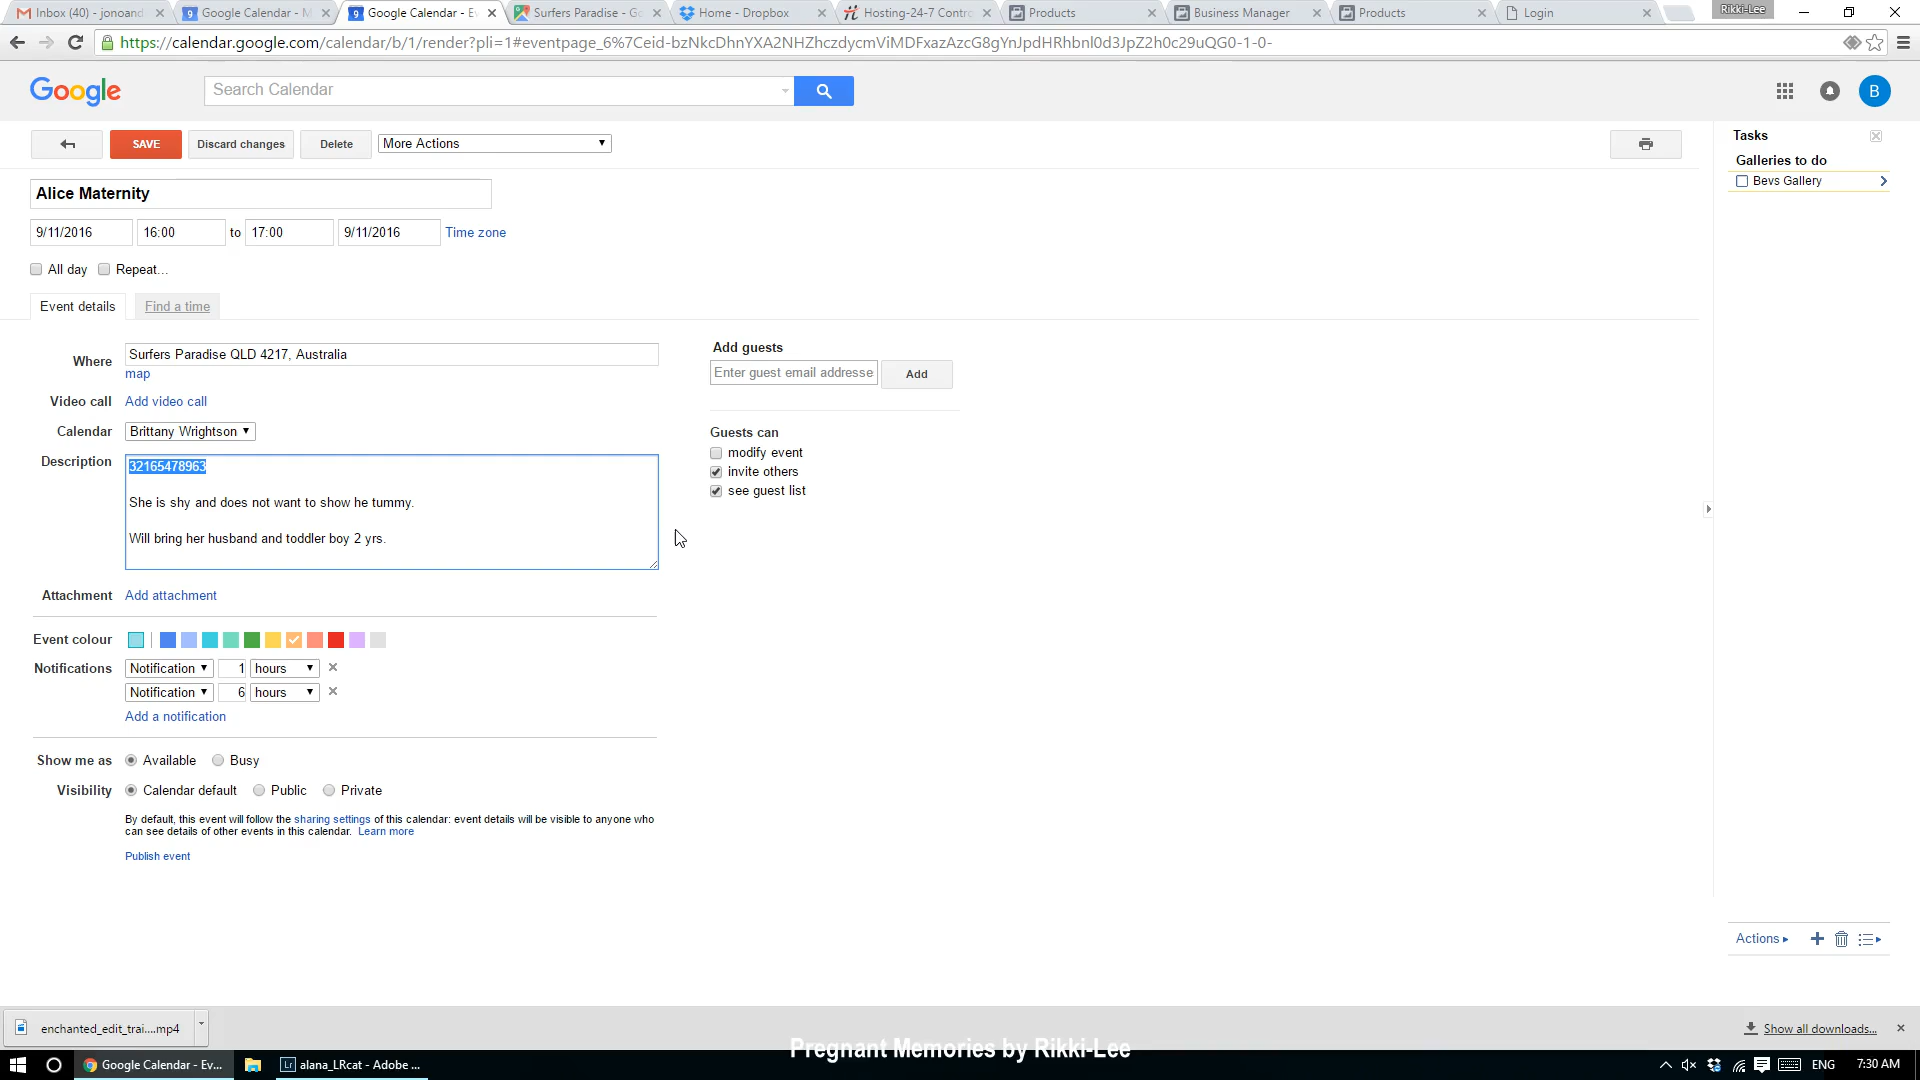 Inbox (40) - jonoand
Google Calendar - M
Google Calendar - Ev
Surfers Paradise - Go
Home - Dropbox
Hosting-24-7 Contro
Products
Business Manager
Products
Login
Rikki-Lee
https://calendar.google.com/calendar/b/1/render?pli=1#eventpage_6%7Ceid-bzNkcDhnYXA2NHZhczdycmViMDFxazAzcG8gYnJpdHRhbnl0d3JpZ2h0c29uQG0-1-0-
Google
Search Calendar
B
SAVE
Discard changes
Delete
More Actions
Tasks
Galleries to do
Bevs Gallery
Alice Maternity
9/11/2016 16:00 to 17:00 9/11/2016 Time zone
All day Repeat...
Event details Find a time
Where Surfers Paradise QLD 4217, Australia
map
Video call Add video call
Calendar Brittany Wrightson
Description 32165478963
She is shy and does not want to show he tummy.
Will bring her husband and toddler boy 2 yrs.
Add guests
Enter guest email addresse Add
Guests can
modify event
invite others
see guest list
Attachment Add attachment
Event colour
Notifications Notification 1 hours
Notification 6 hours
Add a notification
Show me as Available Busy
Visibility Calendar default Public Private
By default, this event will follow the sharing settings of this calendar: event details will be visible to anyone who
can see details of other events in this calendar. Learn more
Publish event
Actions
enchanted_edit_trai....mp4
Show all downloads...
Pregnant Memories by Rikki-Lee
Google Calendar - Ev...
Lr alana_LRcat - Adobe ...
ENG 7:30 AM